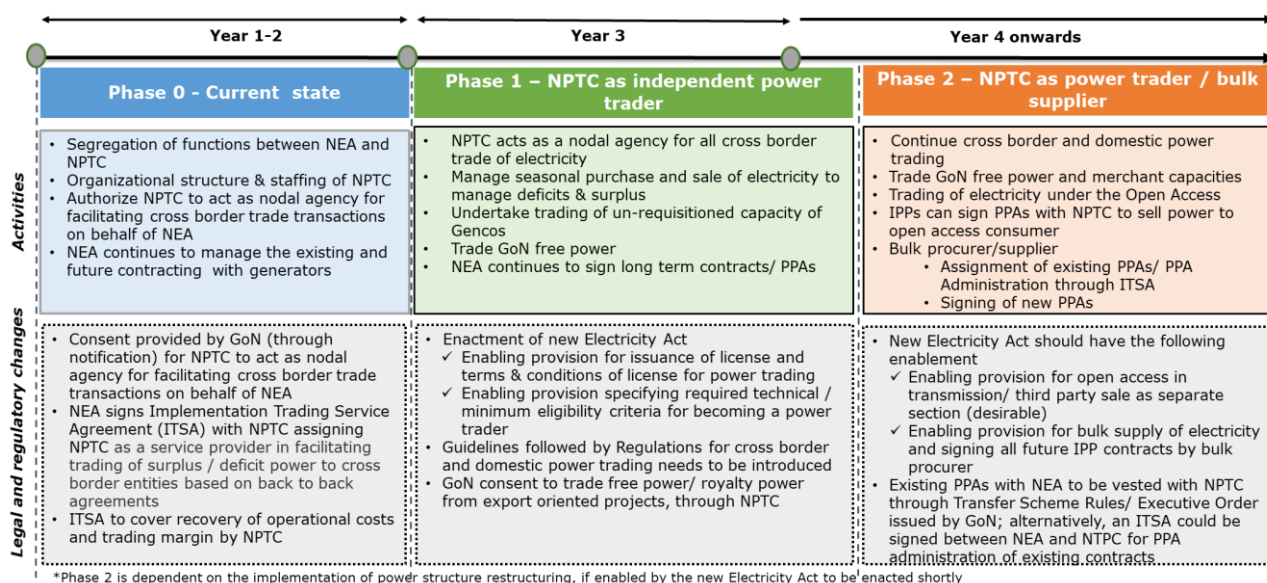 Year 1-2
Year 3
Year 4 onwards
Phase 0 - Current state
Phase 1 – NPTC as independent power
trader
Phase 2 – NPTC as power trader / bulk
supplier
Activities
• Segregation of functions between NEA and
NPTC
• Organizational structure & staffing of NPTC
• Authorize NPTC to act as nodal agency for
facilitating cross border trade transactions
on behalf of NEA
• NEA continues to manage the existing and
future contracting with generators
• NPTC acts as a nodal agency for all cross border
trade of electricity
• Manage seasonal purchase and sale of electricity to
manage deficits & surplus
• Undertake trading of un-requisitioned capacity of
Gencos
• Trade GoN free power
• NEA continues to sign long term contracts/ PPAs
• Continue cross border and domestic power
trading
• Trade GoN free power and merchant capacities
• Trading of electricity under the Open Access
• IPPs can sign PPAs with NPTC to sell power to
open access consumer
• Bulk procurer/supplier
• Assignment of existing PPAs/ PPA
Administration through ITSA
• Signing of new PPAs
Legal and regulatory changes
• Consent provided by GoN (through
notification) for NPTC to act as nodal
agency for facilitating cross border trade
transactions on behalf of NEA
• NEA signs Implementation Trading Service
Agreement (ITSA) with NPTC assigning
NPTC as a service provider in facilitating
trading of surplus / deficit power to cross
border entities based on back to back
agreements
• ITSA to cover recovery of operational costs
and trading margin by NPTC
• Enactment of new Electricity Act
✓ Enabling provision for issuance of license and
terms & conditions of license for power trading
✓ Enabling provision specifying required technical /
minimum eligibility criteria for becoming a power
trader
• Guidelines followed by Regulations for cross border
and domestic power trading needs to be introduced
• GoN consent to trade free power/ royalty power
from export oriented projects, through NPTC
• New Electricity Act should have the following
enablement
✓ Enabling provision for open access in
transmission/ third party sale as separate
section (desirable)
✓ Enabling provision for bulk supply of electricity
and signing all future IPP contracts by bulk
procurer
• Existing PPAs with NEA to be vested with NPTC
through Transfer Scheme Rules/ Executive Order
issued by GoN; alternatively, an ITSA could be
signed between NEA and NTPC for PPA
administration of existing contracts
*Phase 2 is dependent on the implementation of power structure restructuring, if enabled by the new Electricity Act to be enacted shortly